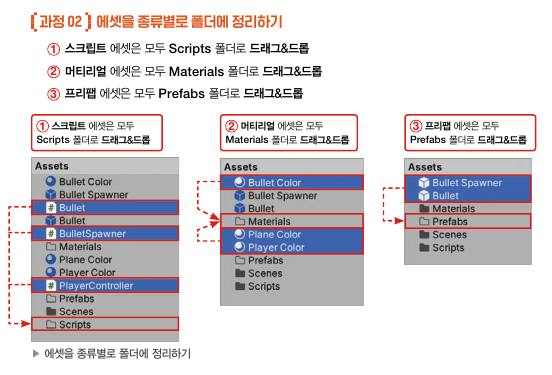 과정 02 에셋을 종류별로 폴더에 정리하기
① 스크립트 에셋은 모두 Scripts 폴더로 드래그&드롭
② 머티리얼 에셋은 모두 Materials 폴더로 드래그&드롭
③ 프리팹 에셋은 모두 Prefabs 폴더로 드래그&드롭
① 스크립트 에셋은 모두
Scripts 폴더로 드래그&드롭
Assets
Bullet Color
Bullet Spawner
Bullet
Bullet
BulletSpawner
Materials
Plane Color
Player Color
PlayerController
Prefabs
Scenes
Scripts
② 머티리얼 에셋은 모두
Materials 폴더로 드래그&드롭
Assets
Bullet Color
Bullet Spawner
Bullet
Materials
Plane Color
Player Color
Prefabs
Scenes
Scripts
③ 프리팹 에셋은 모두
Prefabs 폴더로 드래그&드롭
Assets
Bullet Spawner
Bullet
Materials
Prefabs
Scenes
Scripts
▶ 에셋을 종류별로 폴더에 정리하기